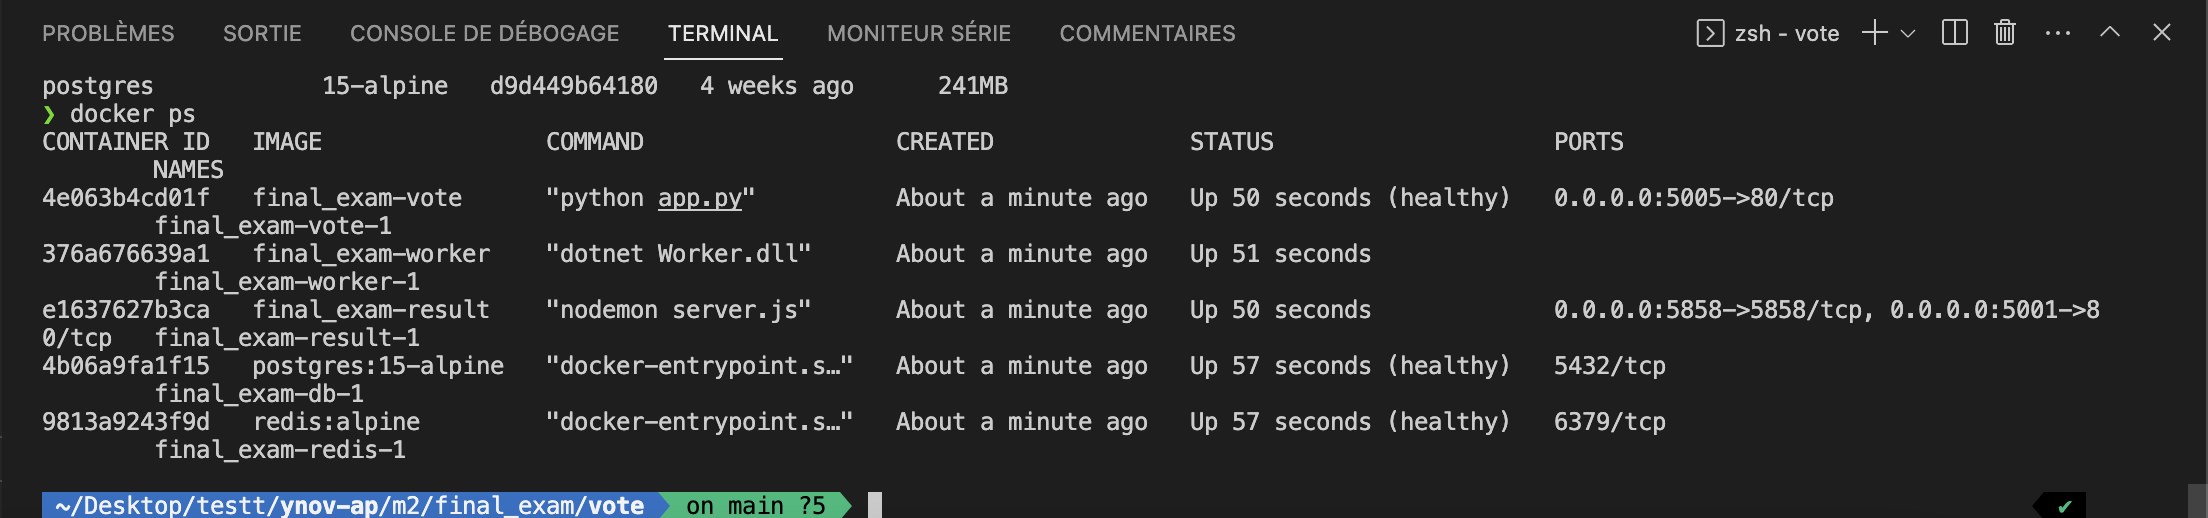 PROBLÈMES SORTIE CONSOLE DE DÉBOGAGE TERMINAL MONITEUR SÉRIE COMMENTAIRES zsh - vote
postgres 15-alpine d9d449b64180 4 weeks ago 241MB
❯ docker ps
CONTAINER ID IMAGE COMMAND CREATED STATUS PORTS
NAMES
4e063b4cd01f final_exam-vote "python app.py" About a minute ago Up 50 seconds (healthy) 0.0.0.0:5005->80/tcp
final_exam-vote-1
376a676639a1 final_exam-worker "dotnet Worker.dll" About a minute ago Up 51 seconds
final_exam-worker-1
e1637627b3ca final_exam-result "nodemon server.js" About a minute ago Up 50 seconds 0.0.0.0:5858->5858/tcp, 0.0.0.0:5001->8
0/tcp final_exam-result-1
4b06a9fa1f15 postgres:15-alpine "docker-entrypoint.s…" About a minute ago Up 57 seconds (healthy) 5432/tcp
final_exam-db-1
9813a9243f9d redis:alpine "docker-entrypoint.s…" About a minute ago Up 57 seconds (healthy) 6379/tcp
final_exam-redis-1
~/Desktop/testt/ynov-ap/m2/final_exam/vote on main ?5 ✔